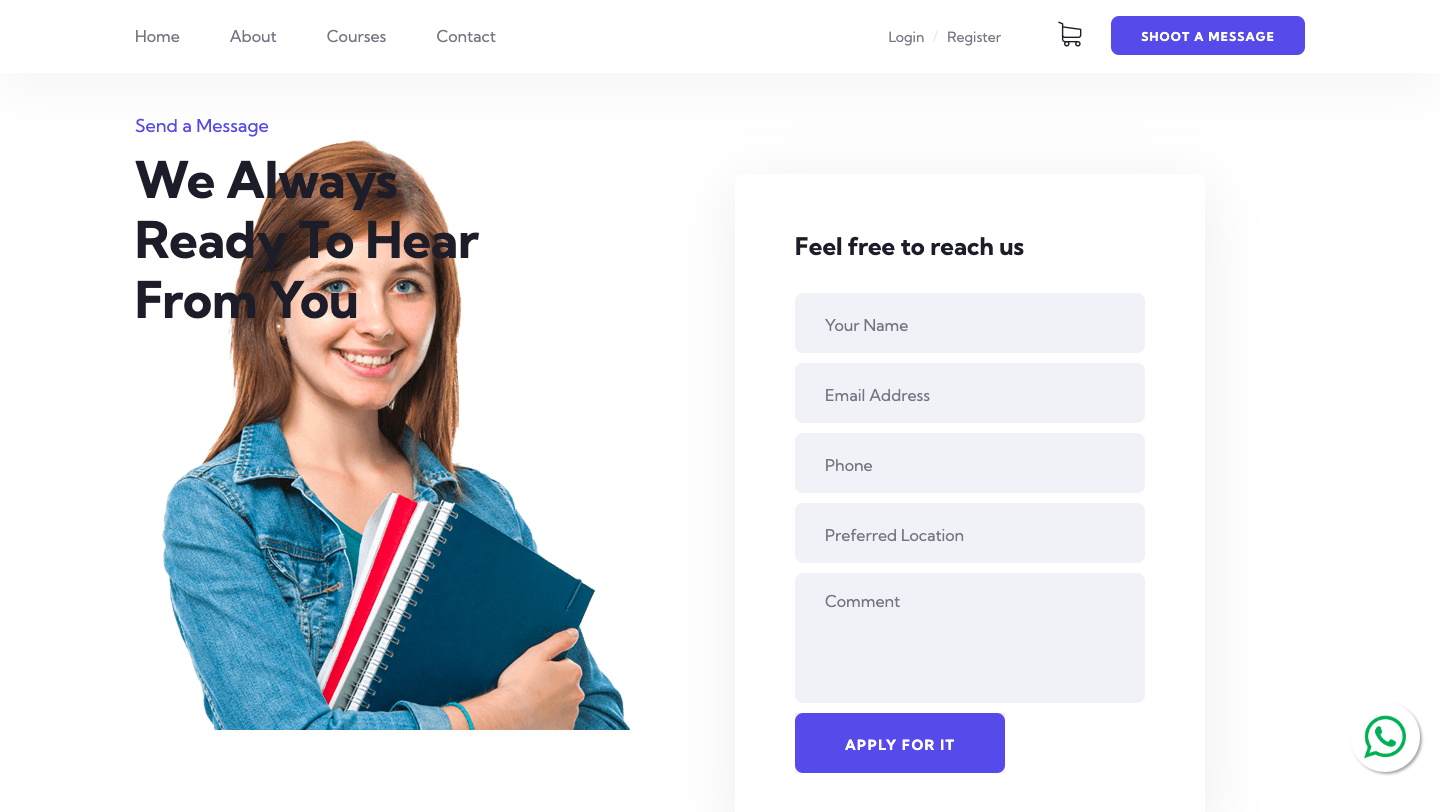 Home
About
Courses
Contact
Login / Register
SHOOT A MESSAGE
Send a Message
We Always
Ready To Hear
From You
Feel free to reach us
Your Name
Email Address
Phone
Preferred Location
Comment
APPLY FOR IT